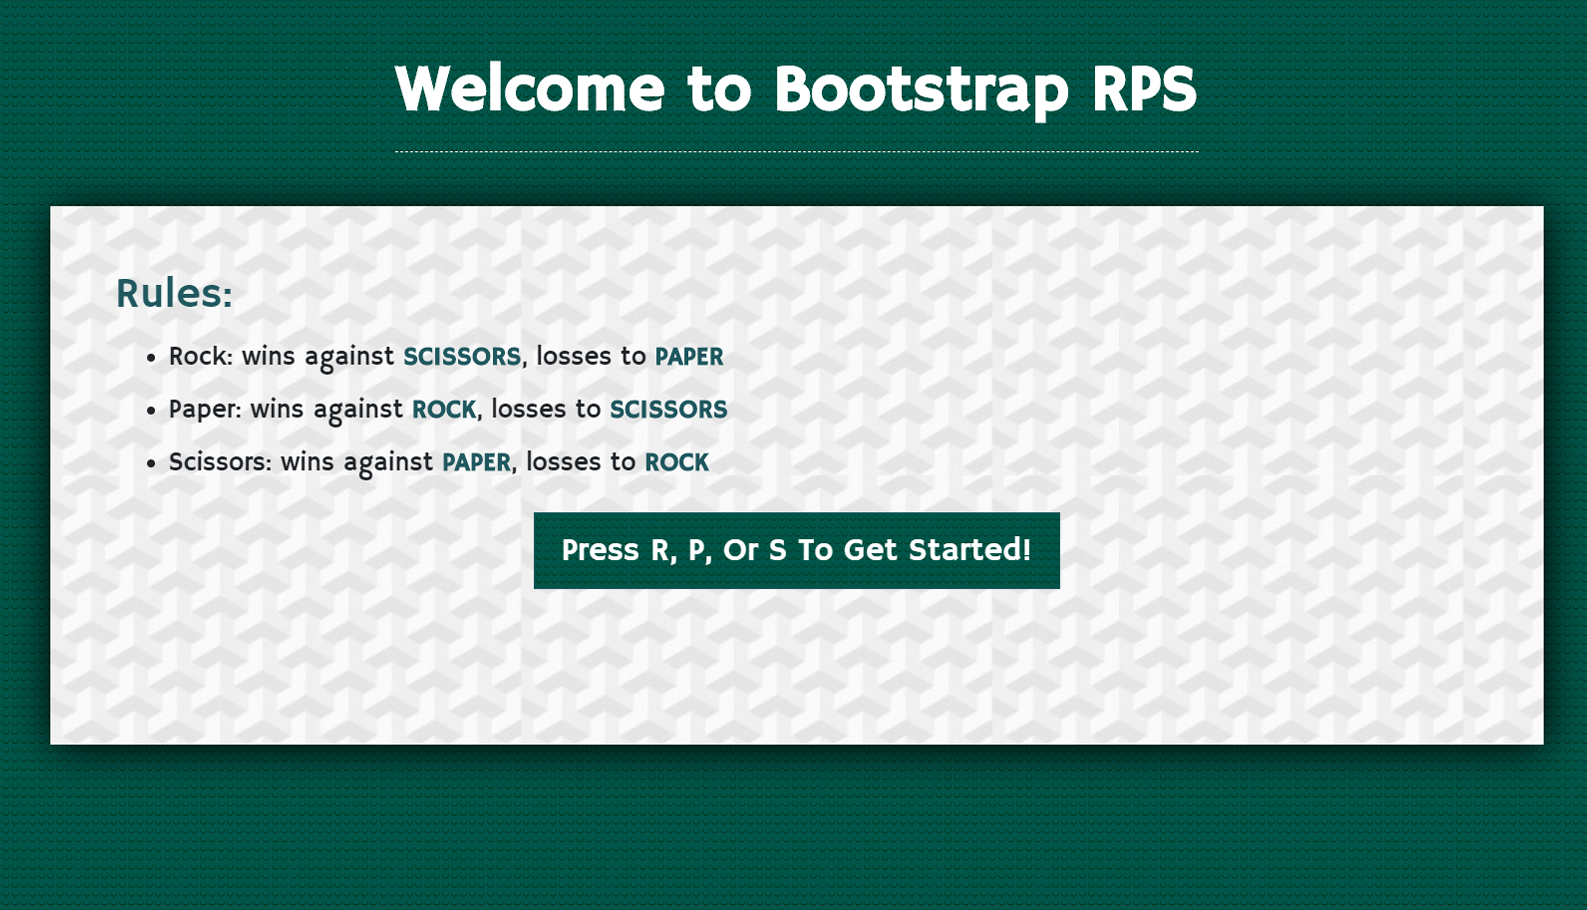 Welcome to Bootstrap RPS
Rules:
Rock: wins against SCISSORS, losses to PAPER
Paper: wins against ROCK, losses to SCISSORS
Scissors: wins against PAPER, losses to ROCK
Press R, P, Or S To Get Started!